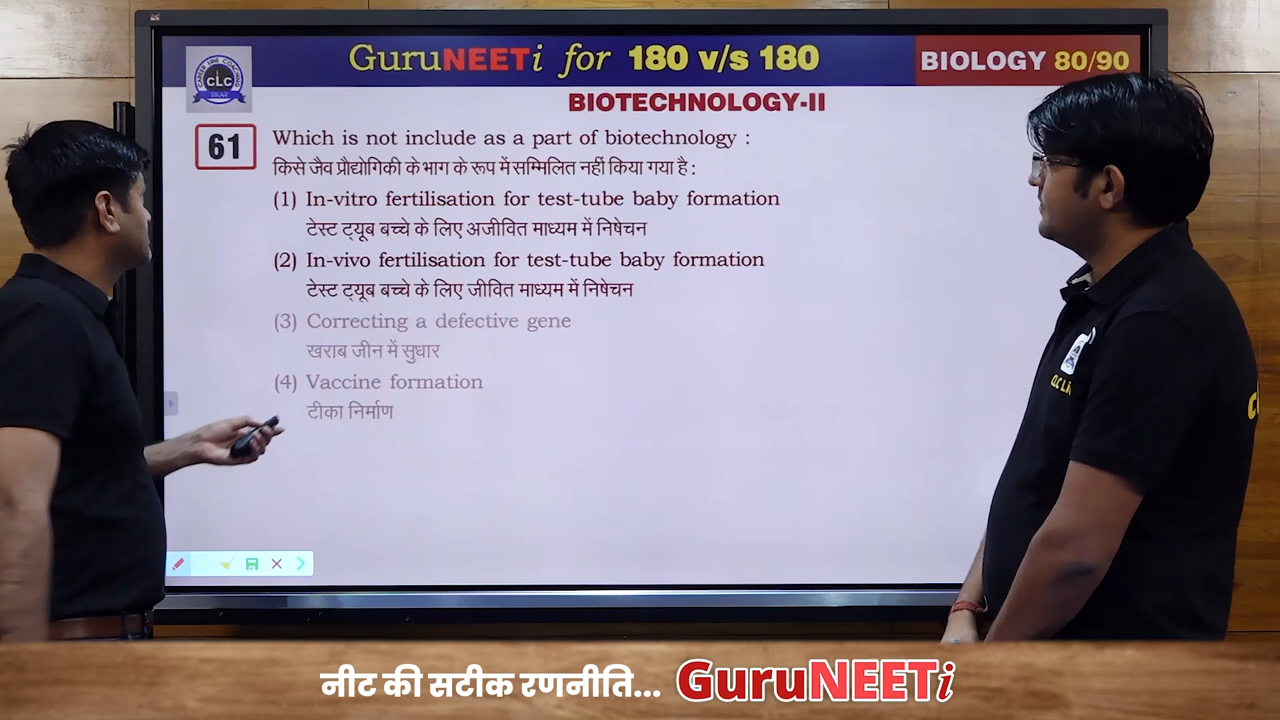 GuruNEETi for 180 v/s 180
BIOLOGY 80/90
CLC
SIKAR
BIOTECHNOLOGY-II
61
Which is not include as a part of biotechnology :
किसे जैव प्रौद्योगिकी के भाग के रूप में सम्मिलित नहीं किया गया है :
(1) In-vitro fertilisation for test-tube baby formation
टेस्ट ट्यूब बच्चे के लिए अजीवित माध्यम में निषेचन
(2) In-vivo fertilisation for test-tube baby formation
टेस्ट ट्यूब बच्चे के लिए जीवित माध्यम में निषेचन
(3) Correcting a defective gene
खराब जीन में सुधार
(4) Vaccine formation
टीका निर्माण
नीट की सटीक रणनीति... GuruNEETi